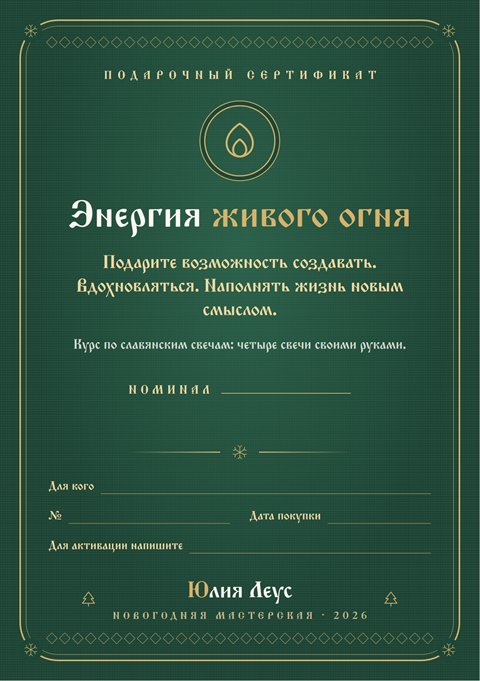 ПОДАРОЧНЫЙ СЕРТИФИКАТ
Энергия живого огня
Подарите возможность создавать.
Вдохновляться. Наполнять жизнь новым
смыслом.
Курс по славянским свечам: четыре свечи своими руками.
НОМИНАЛ
Для кого
№ Дата покупки
Для активации напишите
Юлия Леус
НОВОГОДНЯЯ МАСТЕРСКАЯ · 2026